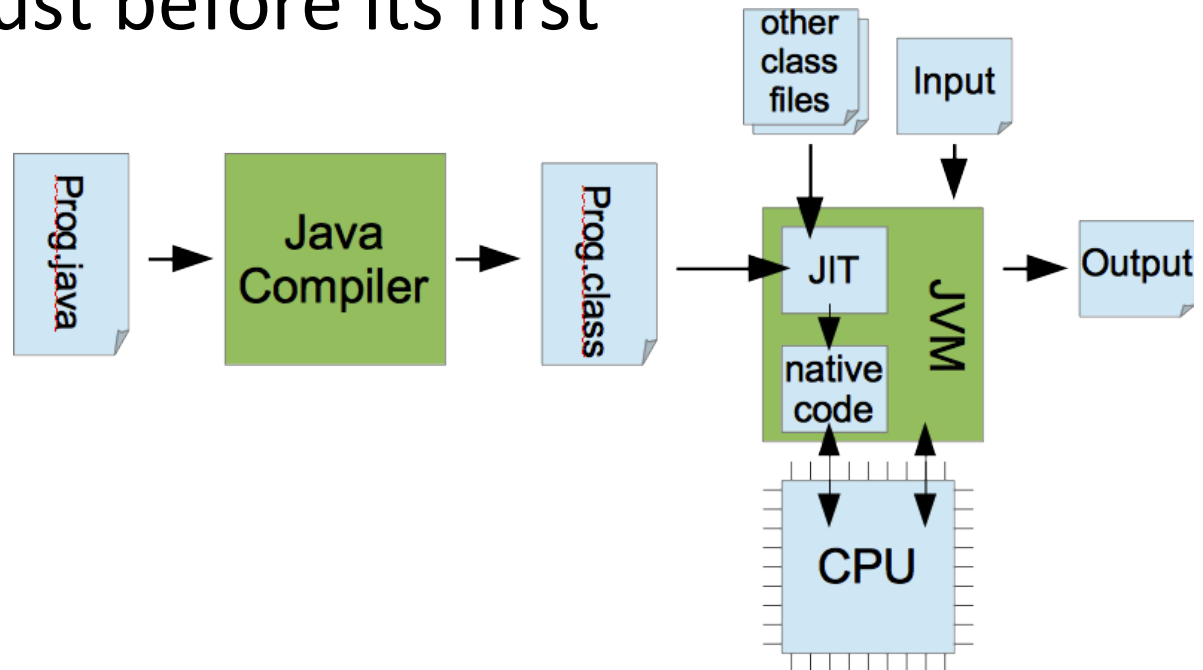 ust before its first
other
class
files
Input
Prog.java
Java
Compiler
Prog.class
JIT
JVM
native
code
Output
CPU